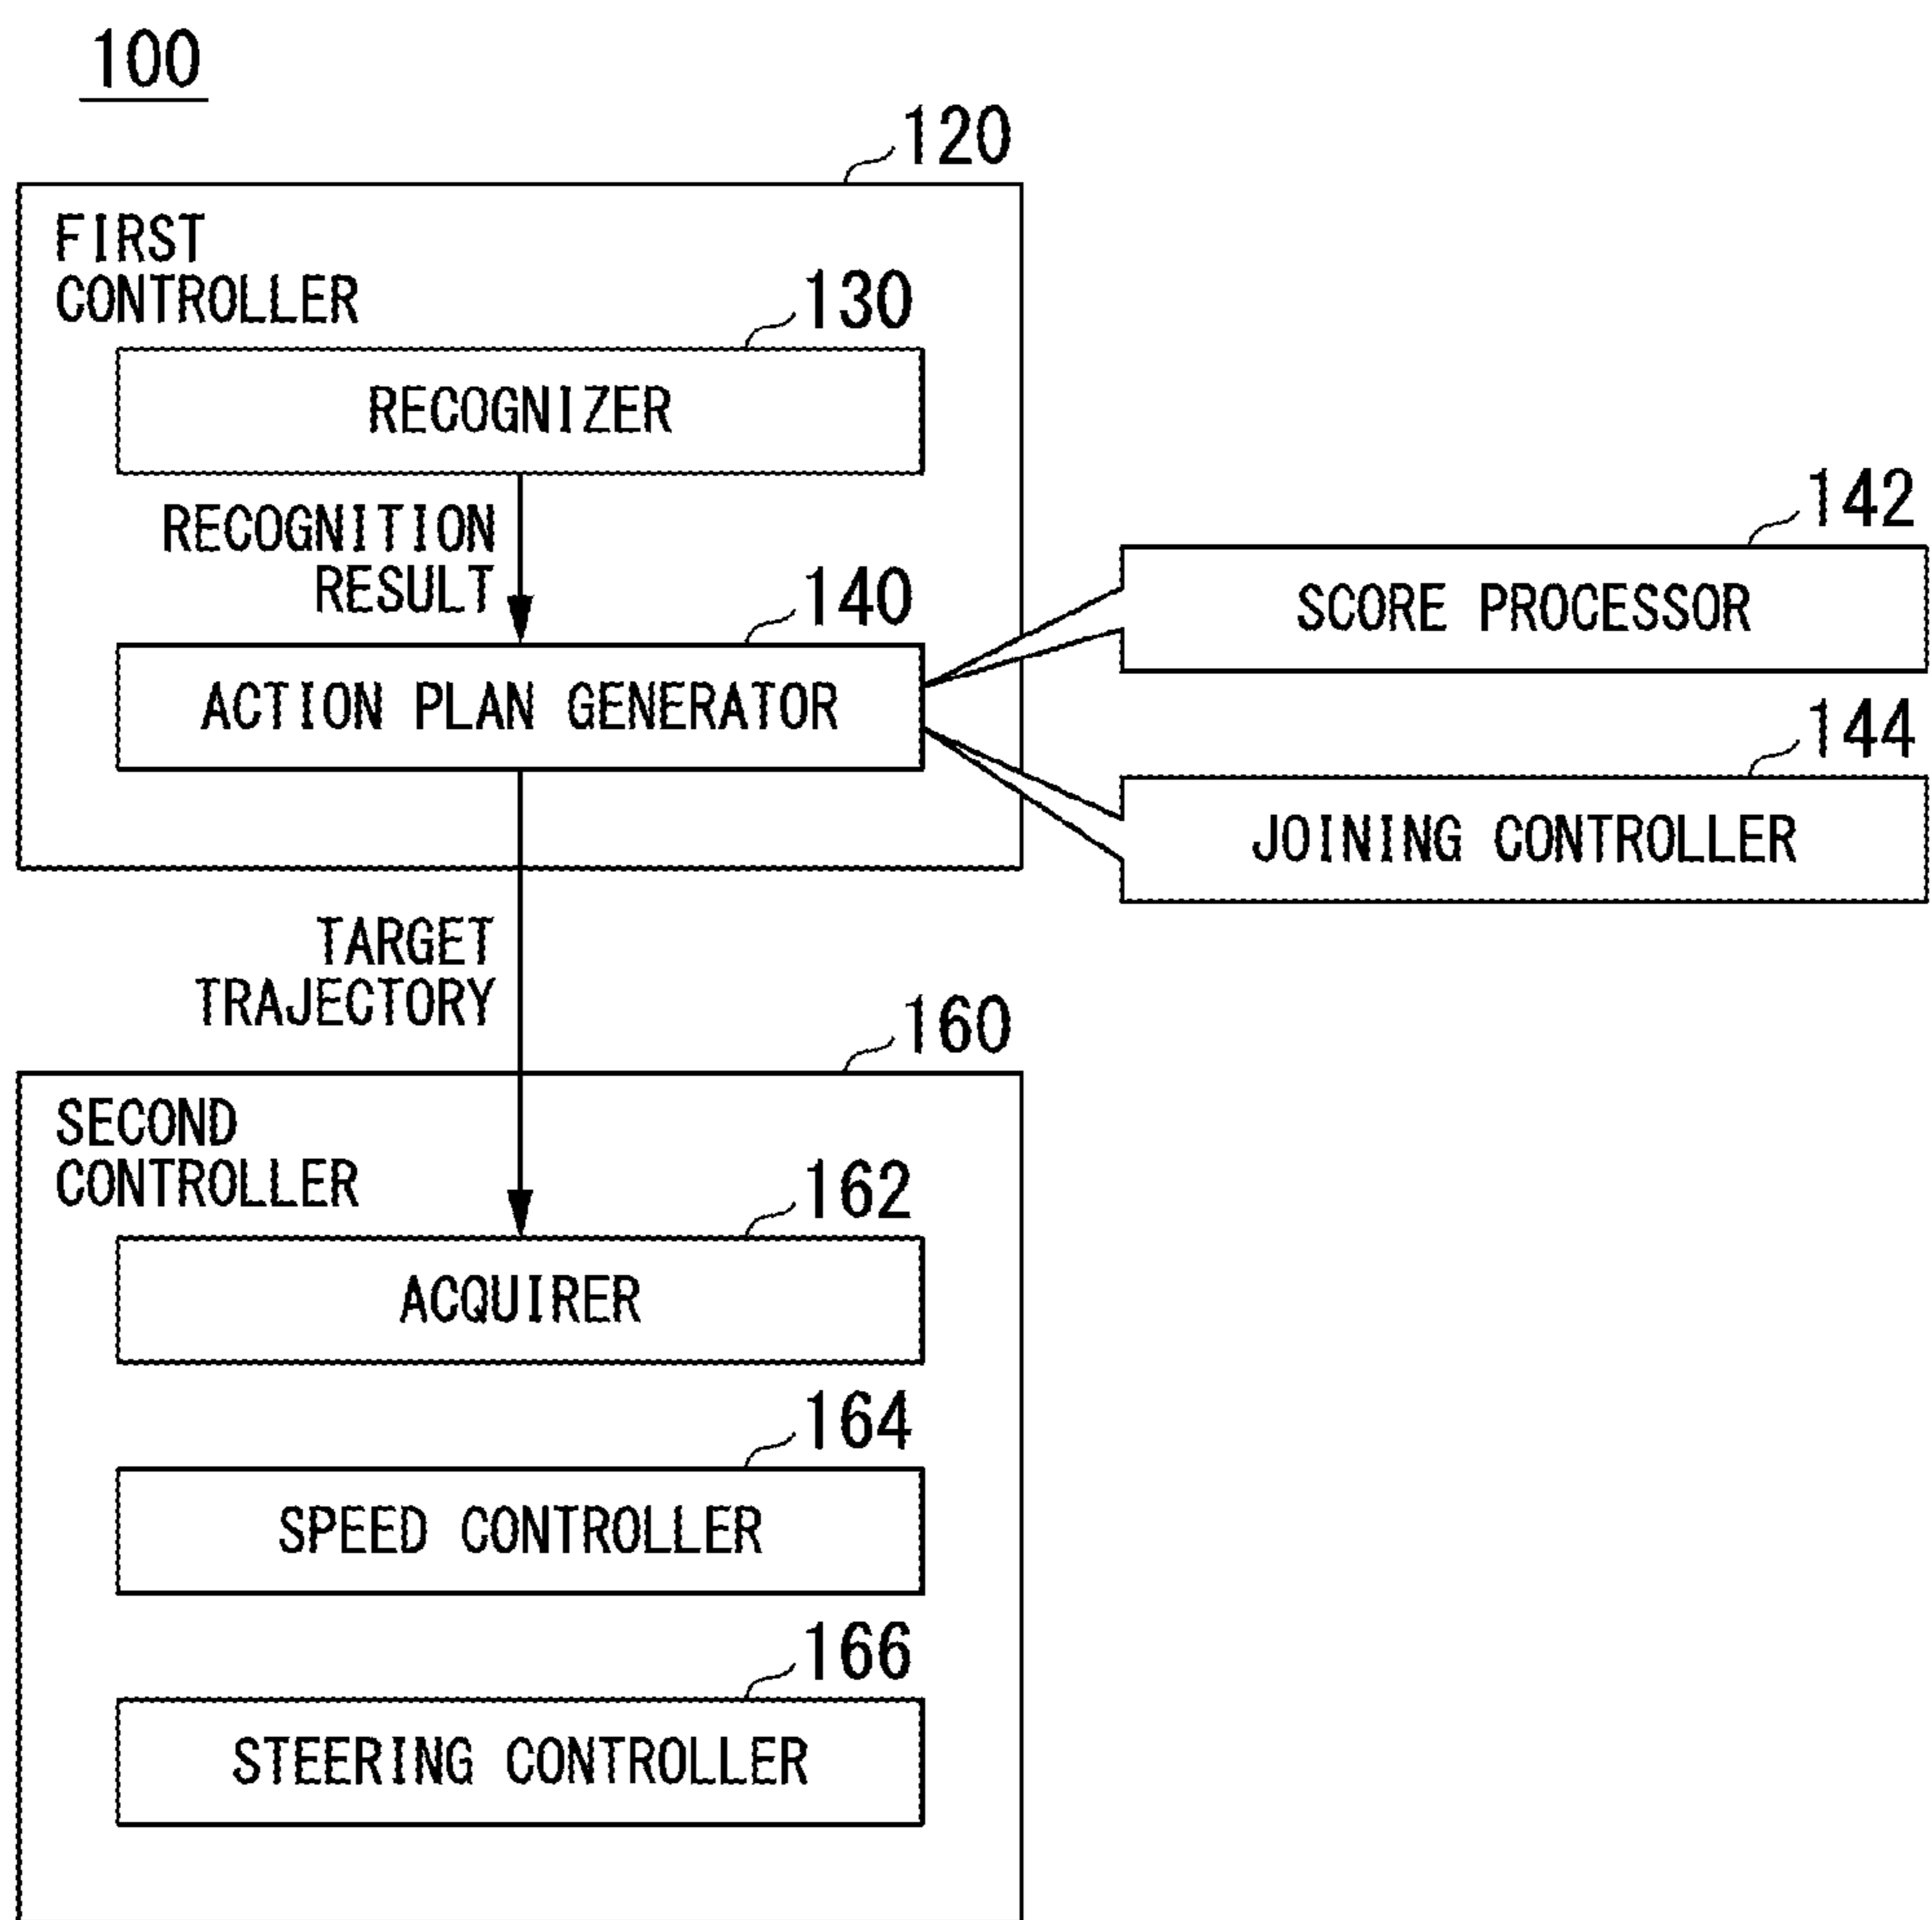 100
120
FIRST
CONTROLLER
130
RECOGNIZER
RECOGNITION
RESULT
140
ACTION PLAN GENERATOR
142
SCORE PROCESSOR
144
JOINING CONTROLLER
TARGET
TRAJECTORY
160
SECOND
CONTROLLER
162
ACQUIRER
164
SPEED CONTROLLER
166
STEERING CONTROLLER